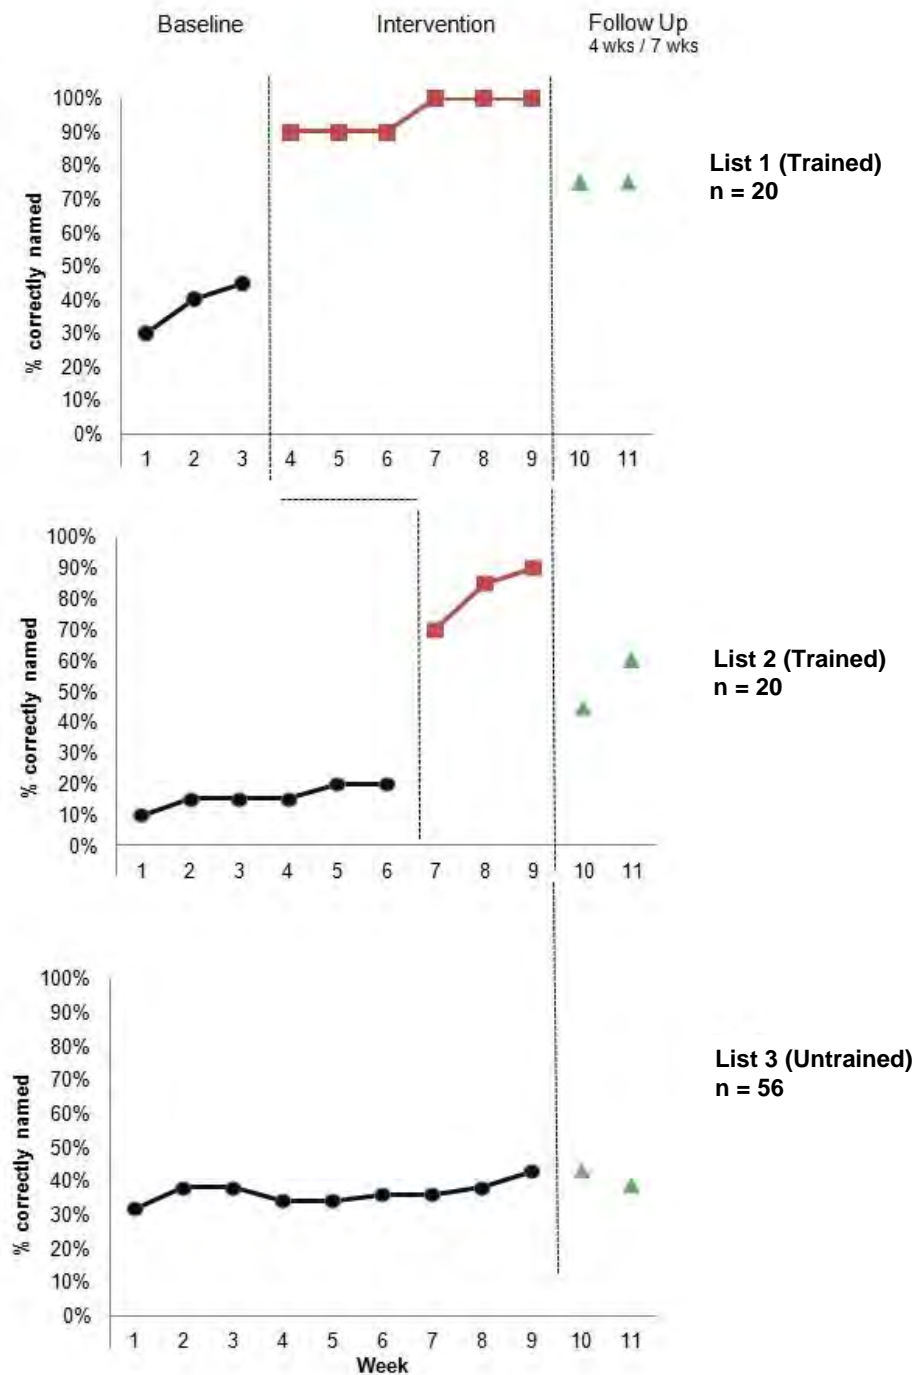 Baseline Intervention Follow Up
4 wks / 7 wks
100%
90%
80%
70%
60%
50%
40%
30%
20%
10%
0%
% correctly named
1 2 3 4 5 6 7 8 9 10 11
List 1 (Trained)
n = 20
100%
90%
80%
70%
60%
50%
40%
30%
20%
10%
0%
% correctly named
1 2 3 4 5 6 7 8 9 10 11
List 2 (Trained)
n = 20
100%
90%
80%
70%
60%
50%
40%
30%
20%
10%
0%
% correctly named
1 2 3 4 5 6 7 8 9 10 11
Week
List 3 (Untrained)
n = 56